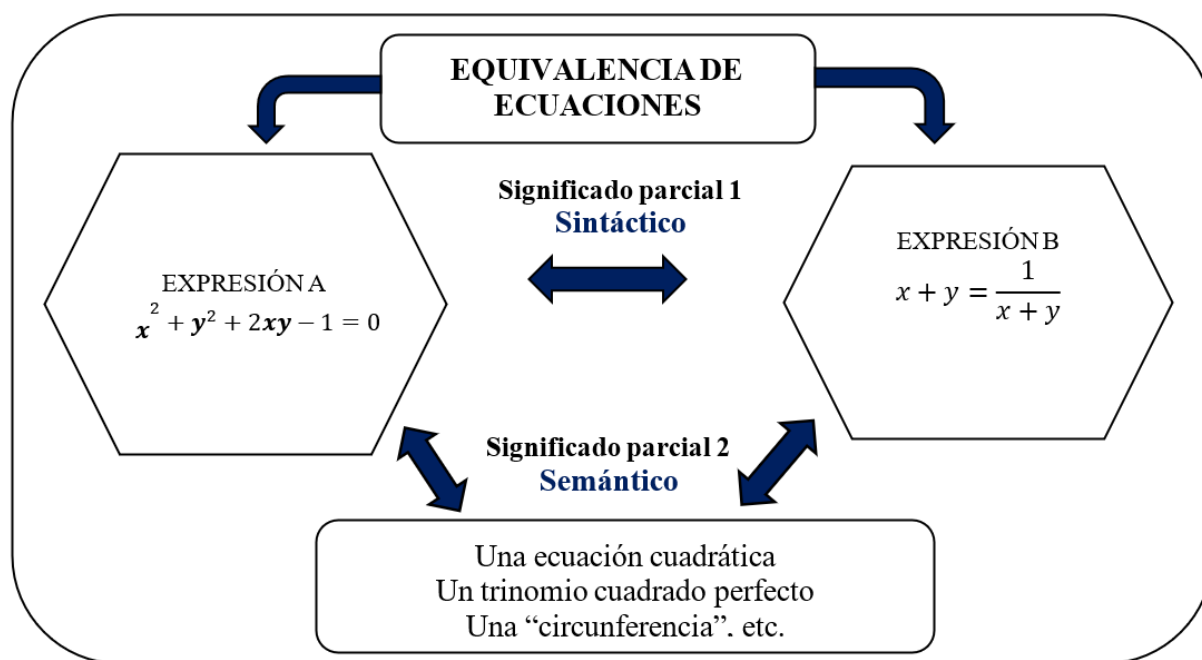 EQUIVALENCIA DE
ECUACIONES
Significado parcial 1
Sintáctico
EXPRESIÓN A
x² + y² + 2xy − 1 = 0
EXPRESIÓN B
x + y = 1/(x + y)
Significado parcial 2
Semántico
Una ecuación cuadrática
Un trinomio cuadrado perfecto
Una “circunferencia”, etc.